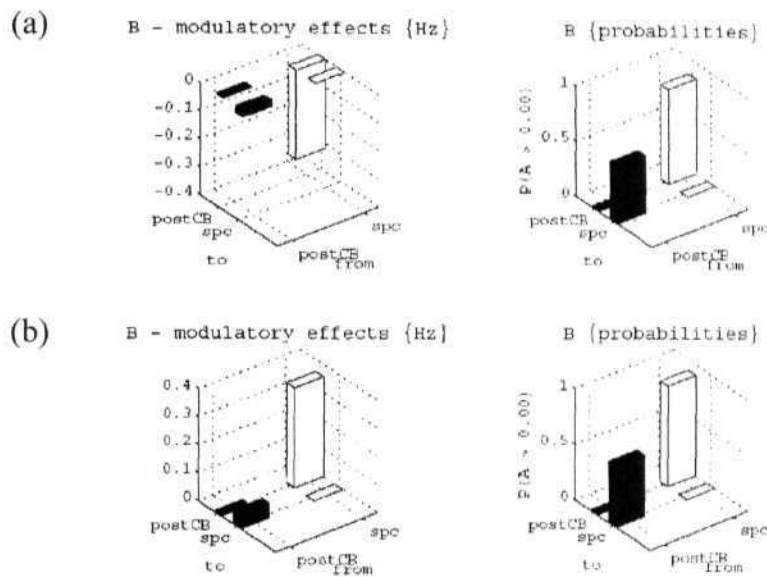 (a)
B - modulatory effects {Hz}
0
-0.1
-0.2
-0.3
-0.4
postCB
spc
to
postCB
from
spc
B {probabilities}
P(A > 0.00)
1
0.5
0
postCB
spc
to
postCB
from
spc
(b)
B - modulatory effects {Hz}
0.4
0.3
0.2
0.1
0
postCB
spc
to
postCB
from
spc
B {probabilities}
P(A > 0.00)
1
0.5
0
postCB
spc
to
postCB
from
spc